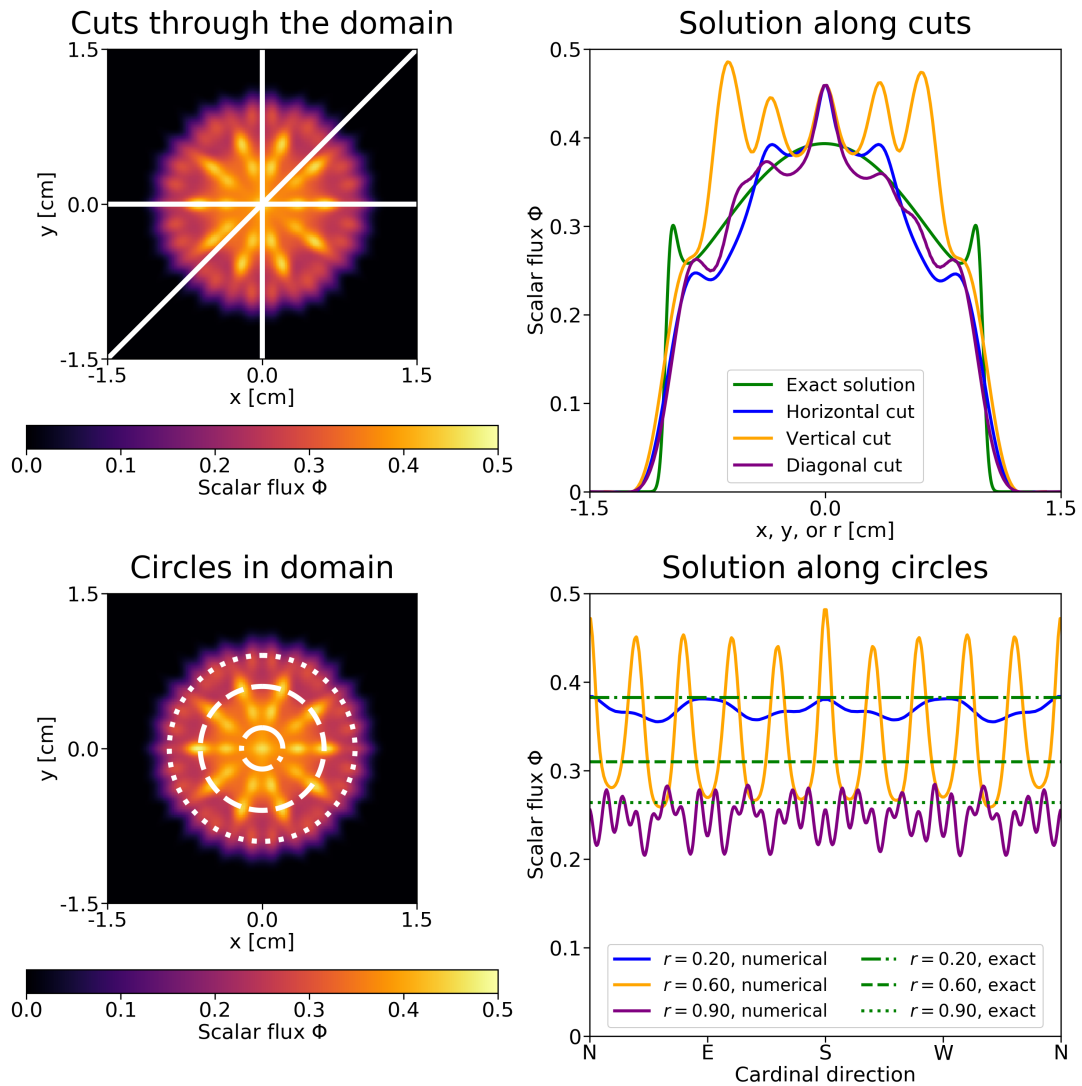 Cuts through the domain
1.5
0.0
-1.5
y [cm]
-1.5 0.0 1.5
x [cm]
0.0 0.1 0.2 0.3 0.4 0.5
Scalar flux Φ
Solution along cuts
0.5
0.4
0.3
0.2
0.1
0
Scalar flux Φ
Exact solution
Horizontal cut
Vertical cut
Diagonal cut
-1.5 0.0 1.5
x, y, or r [cm]
Circles in domain
1.5
0.0
-1.5
y [cm]
-1.5 0.0 1.5
x [cm]
0.0 0.1 0.2 0.3 0.4 0.5
Scalar flux Φ
Solution along circles
0.5
0.4
0.3
0.2
0.1
0
Scalar flux Φ
r = 0.20, numerical r = 0.20, exact
r = 0.60, numerical r = 0.60, exact
r = 0.90, numerical r = 0.90, exact
N E S W N
Cardinal direction